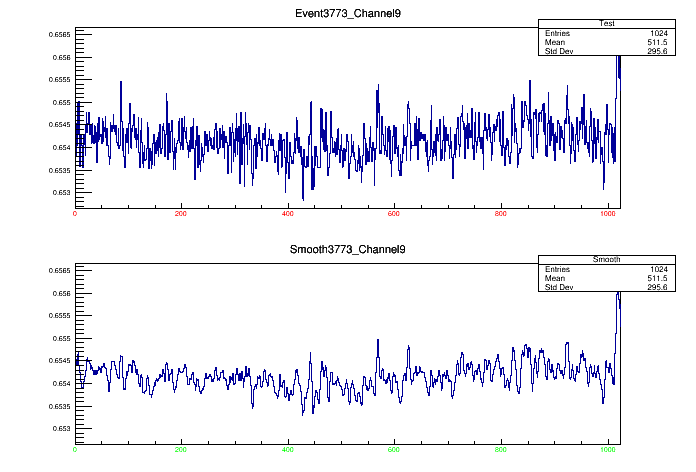 Event3773_Channel9
Test
Entries 1024
Mean 511.5
Std Dev 295.6
0.6565
0.656
0.6555
0.655
0.6545
0.654
0.6535
0.653
0 200 400 600 800 1000
Smooth3773_Channel9
Smooth
Entries 1024
Mean 511.5
Std Dev 295.6
0.6565
0.656
0.6555
0.655
0.6545
0.654
0.6535
0.653
0 200 400 600 800 1000